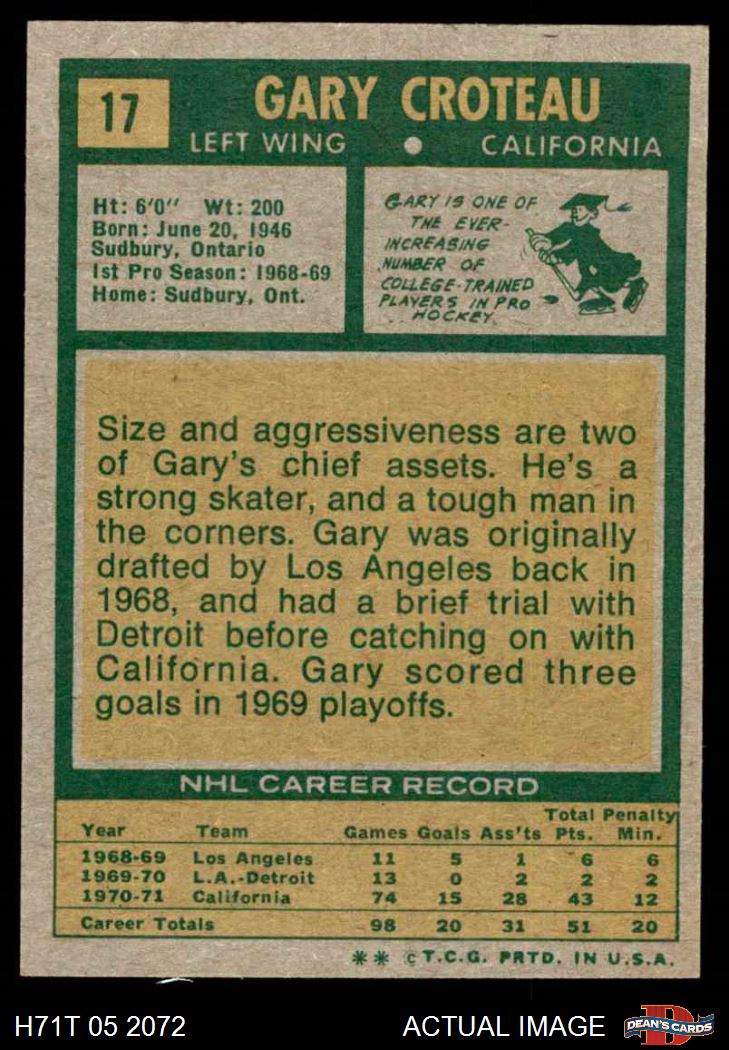 17
GARY CROTEAU
LEFT WING • CALIFORNIA
Ht: 6'0" Wt: 200
Born: June 20, 1946
Sudbury, Ontario
1st Pro Season: 1968-69
Home: Sudbury, Ont.
GARY IS ONE OF
THE EVER-
INCREASING
NUMBER OF
COLLEGE-TRAINED
PLAYERS IN PRO
HOCKEY.
Size and aggressiveness are two
of Gary's chief assets. He's a
strong skater, and a tough man in
the corners. Gary was originally
drafted by Los Angeles back in
1968, and had a brief trial with
Detroit before catching on with
California. Gary scored three
goals in 1969 playoffs.
NHL CAREER RECORD
Total Penalty
Year Team Games Goals Ass'ts Pts. Min.
1968-69 Los Angeles 11 5 1 6 6
1969-70 L.A.-Detroit 13 0 2 2 2
1970-71 California 74 15 28 43 12
Career Totals 98 20 31 51 20
** © T.C.G. PRTD. IN U.S.A.
H71T 05 2072 ACTUAL IMAGE DEAN'S CARDS